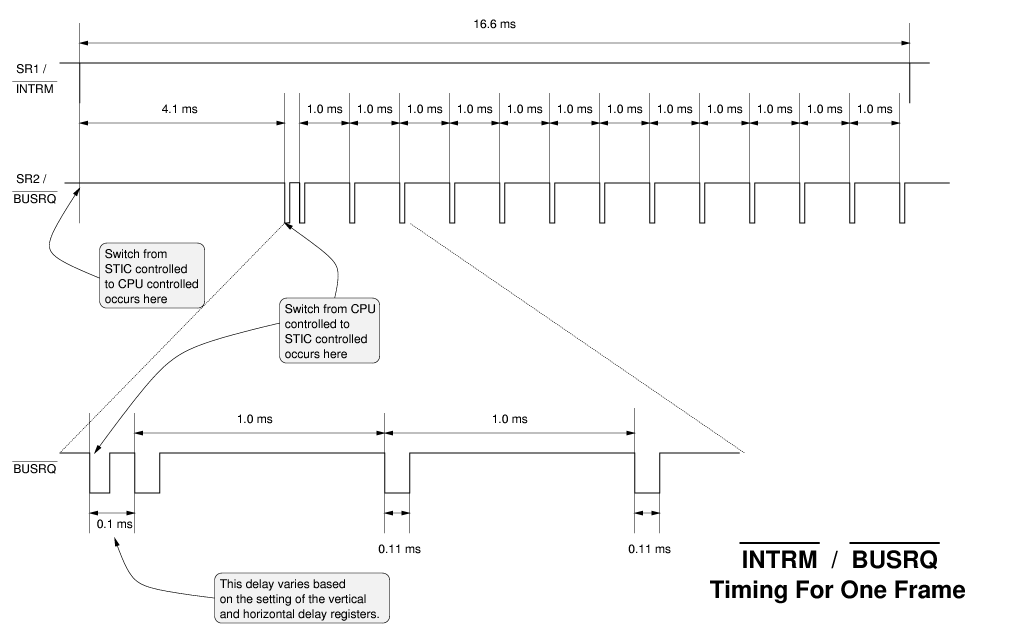 16.6 ms
SR1 /
INTRM
4.1 ms
1.0 ms 1.0 ms 1.0 ms 1.0 ms 1.0 ms 1.0 ms 1.0 ms 1.0 ms 1.0 ms 1.0 ms 1.0 ms 1.0 ms
SR2 /
BUSRQ
Switch from
STIC controlled
to CPU controlled
occurs here
Switch from CPU
controlled to
STIC controlled
occurs here
1.0 ms 1.0 ms
BUSRQ
0.1 ms
0.11 ms 0.11 ms
This delay varies based
on the setting of the vertical
and horizontal delay registers.
INTRM / BUSRQ
Timing For One Frame